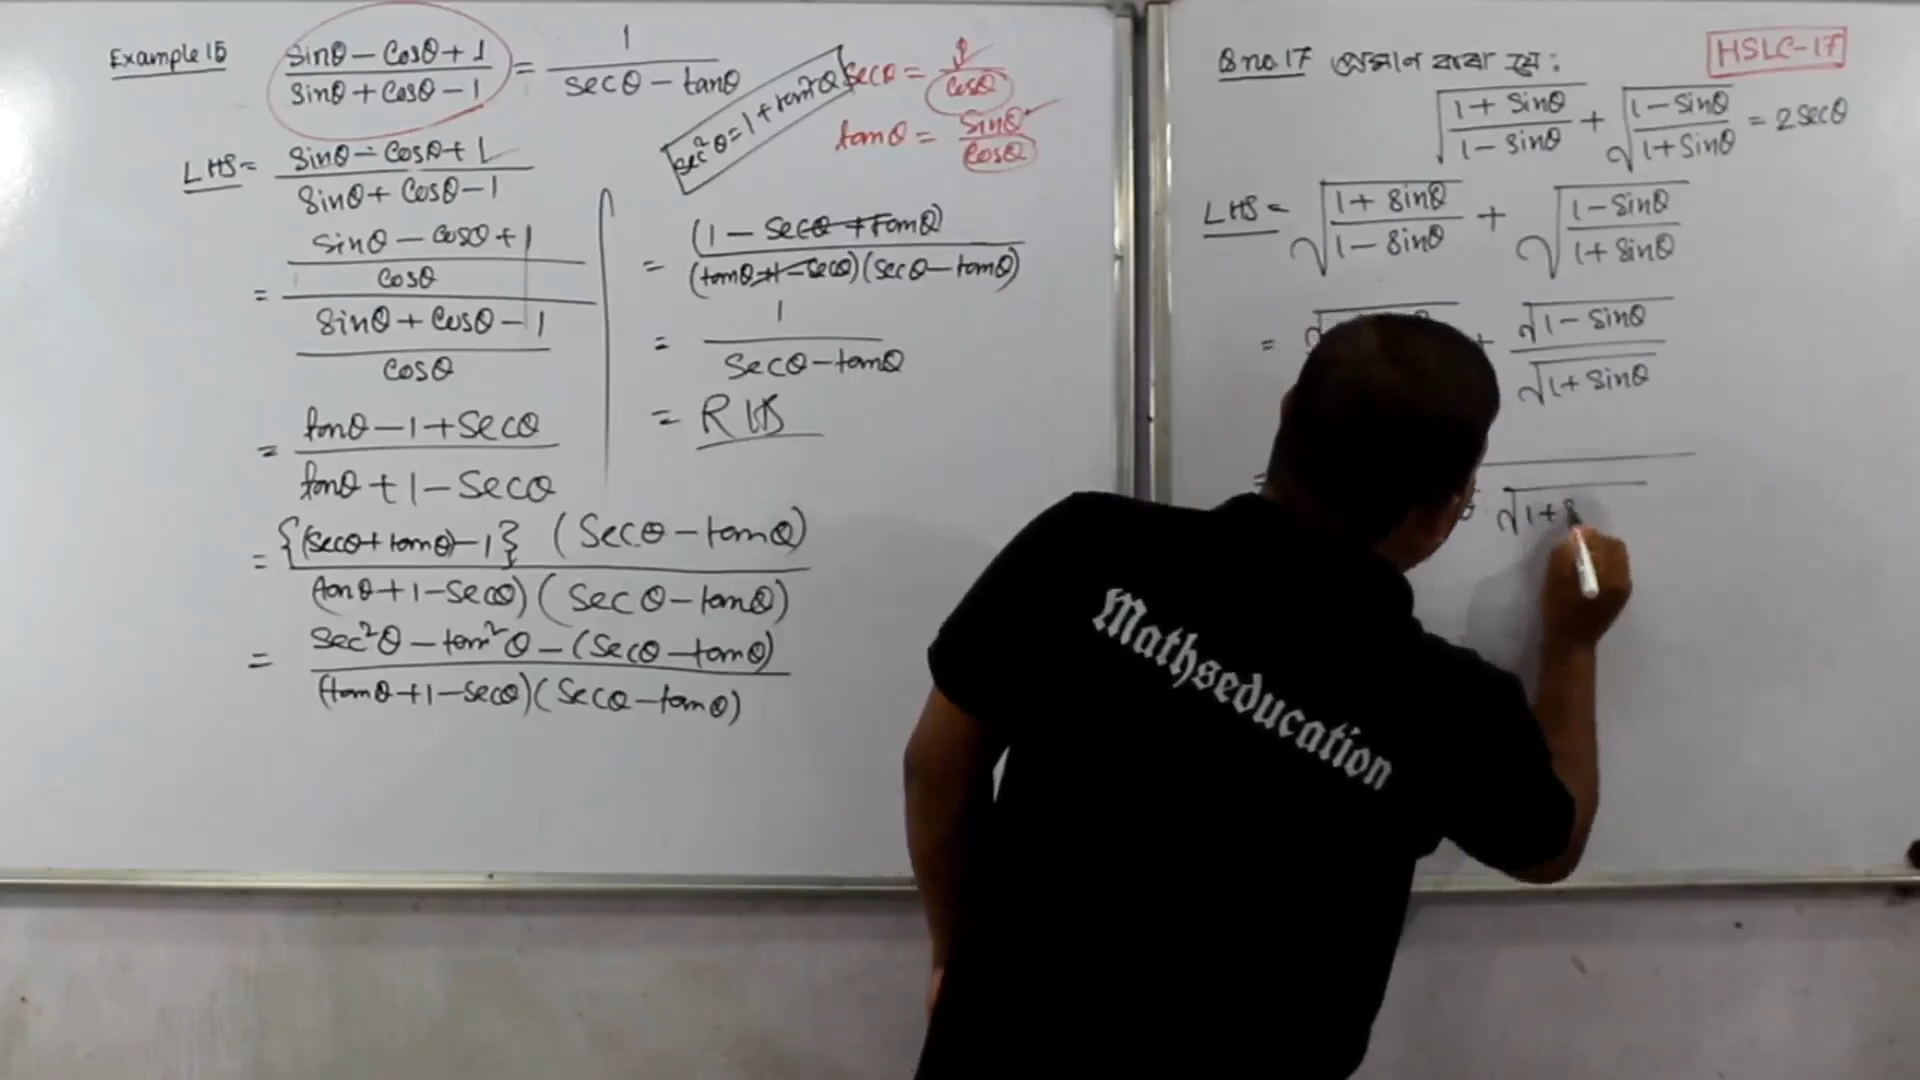 Example 15
(sinθ − cosθ + 1)/(sinθ + cosθ − 1) = 1/(secθ − tanθ)
sec²θ = 1 + tan²θ
secθ = 1/cosθ
tanθ = sinθ/cosθ
LHS = (sinθ − cosθ + 1)/(sinθ + cosθ − 1)
= ((sinθ − cosθ + 1)/cosθ)/((sinθ + cosθ − 1)/cosθ)
= (tanθ − 1 + secθ)/(tanθ + 1 − secθ)
= {(secθ + tanθ) − 1} (secθ − tanθ)/(tanθ + 1 − secθ)(secθ − tanθ)
= sec²θ − tan²θ − (secθ − tanθ)/(tanθ + 1 − secθ)(secθ − tanθ)
= (1 − secθ + tanθ)/(tanθ + 1 − secθ)(secθ − tanθ)
= 1/(secθ − tanθ)
= RHS
Q no. 17 প্রমাণ কৰা যে :
HSLC-17
√((1 + sinθ)/(1 − sinθ)) + √((1 − sinθ)/(1 + sinθ)) = 2 secθ
LHS = √((1 + sinθ)/(1 − sinθ)) + √((1 − sinθ)/(1 + sinθ))
= + √(1 − sinθ)/√(1 + sinθ)
= √1+s
Mathseducation